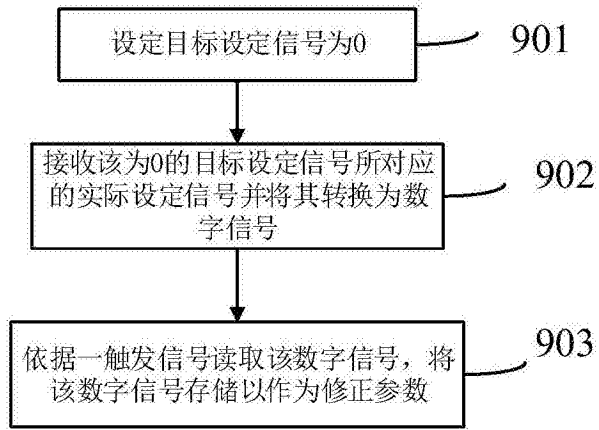 设定目标设定信号为0
901
接收该为0的目标设定信号所对应
的实际设定信号并将其转换为数
字信号
902
依据一触发信号读取该数字信号，将
该数字信号存储以作为修正参数
903